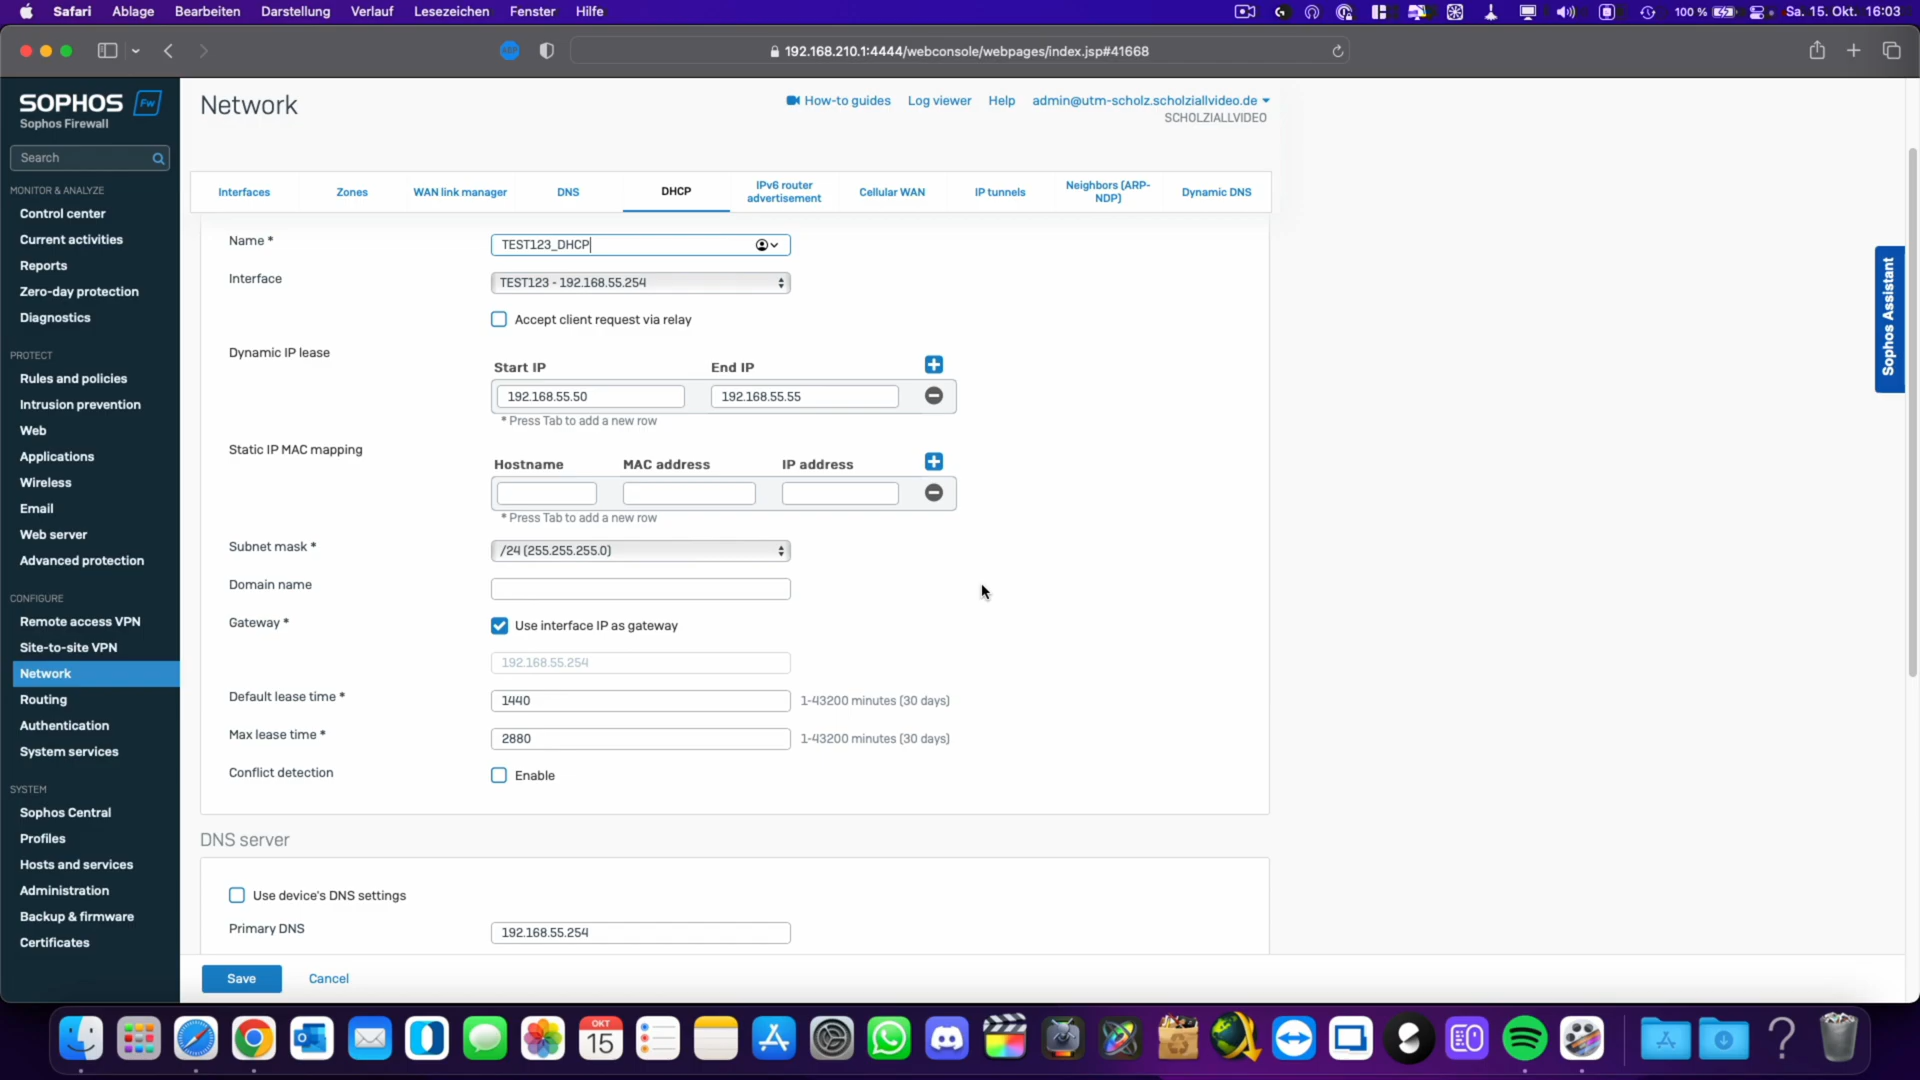 Safari Ablage Bearbeiten Darstellung Verlauf Lesezeichen Fenster Hilfe 100 % Sa. 15. Okt. 16:03
ABP 192.168.210.1:4444/webconsole/webpages/index.jsp#41668
SOPHOS Fw
Sophos Firewall
Search
MONITOR & ANALYZE
Control center
Current activities
Reports
Zero-day protection
Diagnostics
PROTECT
Rules and policies
Intrusion prevention
Web
Applications
Wireless
Email
Web server
Advanced protection
CONFIGURE
Remote access VPN
Site-to-site VPN
Network
Routing
Authentication
System services
SYSTEM
Sophos Central
Profiles
Hosts and services
Administration
Backup & firmware
Certificates
Network
How-to guides Log viewer Help admin@utm-scholz.scholziallvideo.de
SCHOLZIALLVIDEO
Interfaces Zones WAN link manager DNS DHCP IPv6 router advertisement Cellular WAN IP tunnels Neighbors (ARP-NDP) Dynamic DNS
Name * TEST123_DHCP
Interface TEST123 - 192.168.55.254
Accept client request via relay
Dynamic IP lease
Start IP End IP
192.168.55.50 192.168.55.55
* Press Tab to add a new row
Static IP MAC mapping
Hostname MAC address IP address
* Press Tab to add a new row
Subnet mask * /24 (255.255.255.0)
Domain name
Gateway * Use interface IP as gateway
192.168.55.254
Default lease time * 1440 1-43200 minutes (30 days)
Max lease time * 2880 1-43200 minutes (30 days)
Conflict detection Enable
DNS server
Use device's DNS settings
Primary DNS 192.168.55.254
Save Cancel
Sophos Assistant
OKT
15